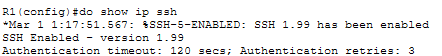 R1(config)#do show ip ssh
*Mar 1 1:17:51.567: %SSH-5-ENABLED: SSH 1.99 has been enabled
SSH Enabled - version 1.99
Authentication timeout: 120 secs; Authentication retries: 3